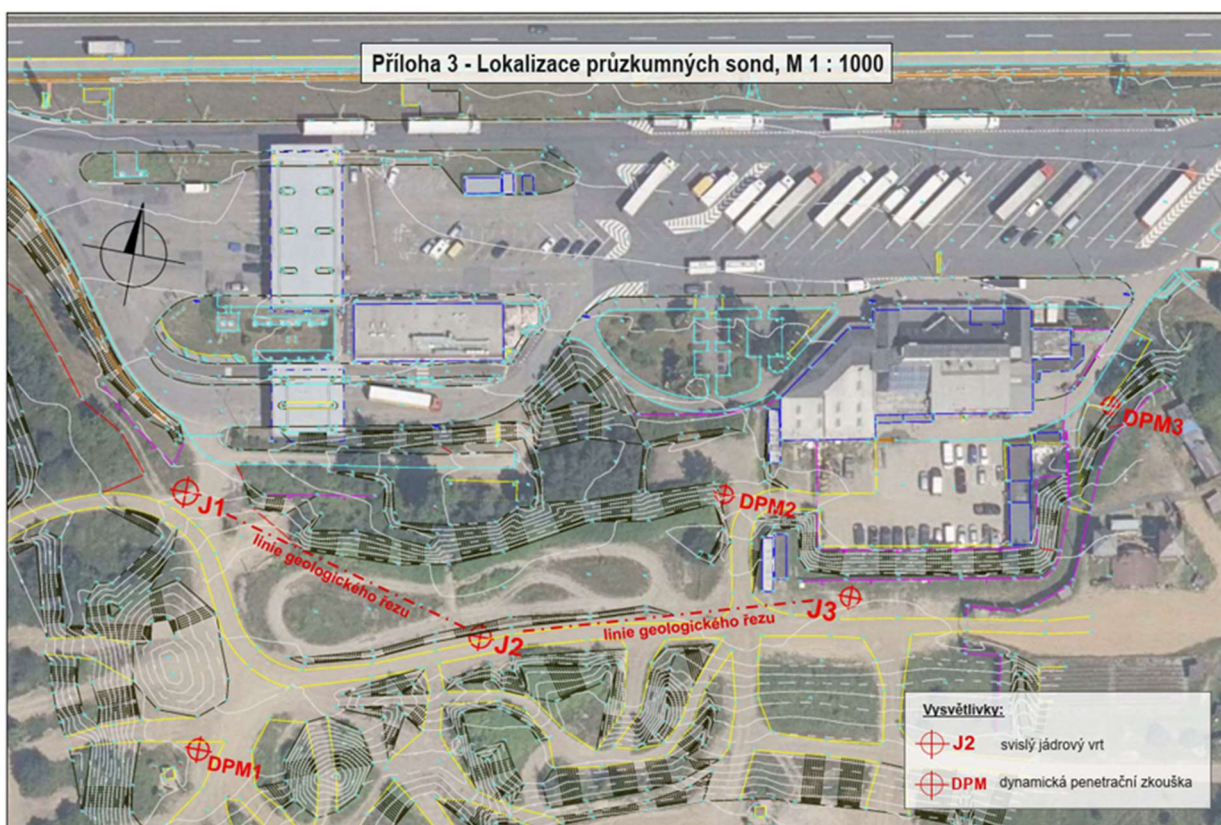 Příloha 3 - Lokalizace průzkumných sond, M 1 : 1000
DPM3
J1
DPM2
linie geologického řezu
J3
linie geologického řezu
J2
DPM1
Vysvětlivky:
J2 svislý jádrový vrt
DPM dynamická penetrační zkouška